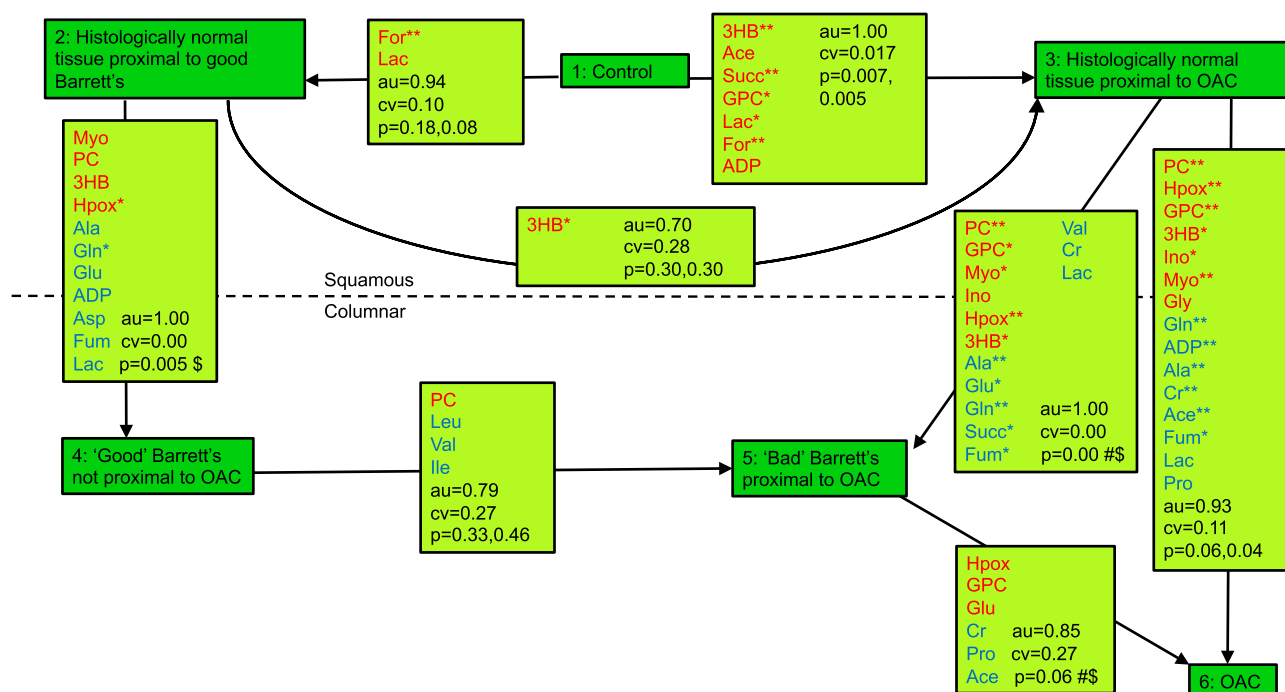 2: Histologically normal
tissue proximal to good
Barrett’s
For**
Lac
au=0.94
cv=0.10
p=0.18,0.08
1: Control
3HB** au=1.00
Ace cv=0.017
Succ** p=0.007,
GPC* 0.005
Lac*
For**
ADP
3: Histologically normal
tissue proximal to OAC
Myo
PC
3HB
Hpox*
Ala
Gln*
Glu
ADP
Asp au=1.00
Fum cv=0.00
Lac p=0.005 $
3HB* au=0.70
cv=0.28
p=0.30,0.30
Squamous
Columnar
PC** Val
GPC* Cr
Myo* Lac
Ino
Hpox**
3HB*
Ala**
Glu*
Gln** au=1.00
Succ* cv=0.00
Fum* p=0.00 #$
PC**
Hpox**
GPC**
3HB*
Ino*
Myo**
Gly
Gln**
ADP**
Ala**
Cr**
Ace**
Fum*
Lac
Pro
au=0.93
cv=0.11
p=0.06,0.04
4: ‘Good’ Barrett’s
not proximal to OAC
PC
Leu
Val
Ile
au=0.79
cv=0.27
p=0.33,0.46
5: ‘Bad’ Barrett’s
proximal to OAC
Hpox
GPC
Glu
Cr au=0.85
Pro cv=0.27
Ace p=0.06 #$
6: OAC